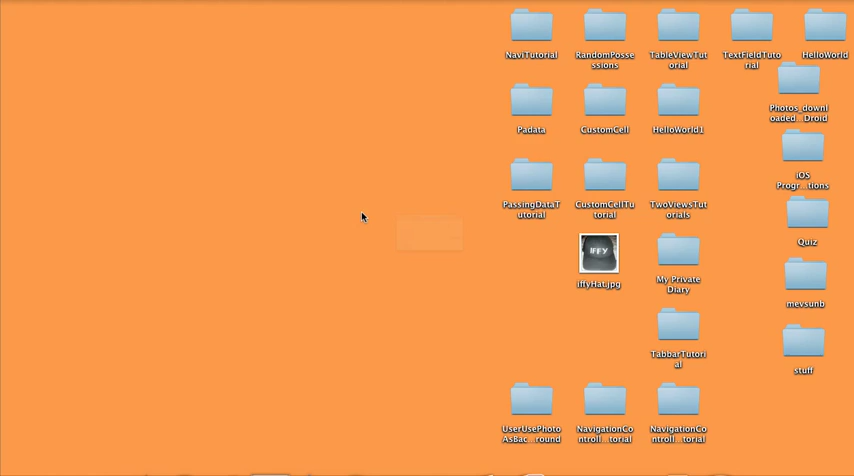 NaviTutorial
RandomPosse
ssions
TableViewTut
orial
TextFieldTuto
rial
HelloWorld
Photos_downl
oaded...Droid
Padata
CustomCell
HelloWorld1
iOS
Progr...tions
PassingDataT
utorial
CustomCellTu
torial
TwoViewsTut
orials
Quiz
IFFY
iffyHat.jpg
My Private
Diary
mevsunb
TabbarTutori
al
stuff
UserUsePhoto
AsBac...round
NavigationCo
ntroll...torial
NavigationCo
ntroll...torial